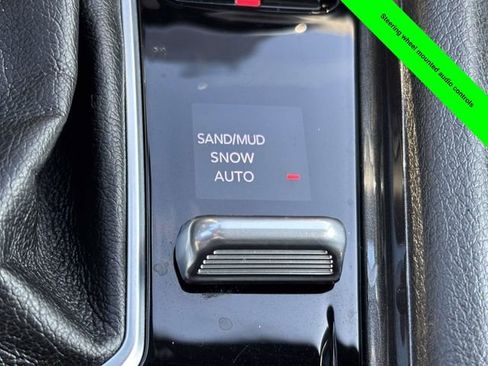 Steering wheel mounted audio controls
SAND/MUD
SNOW
AUTO